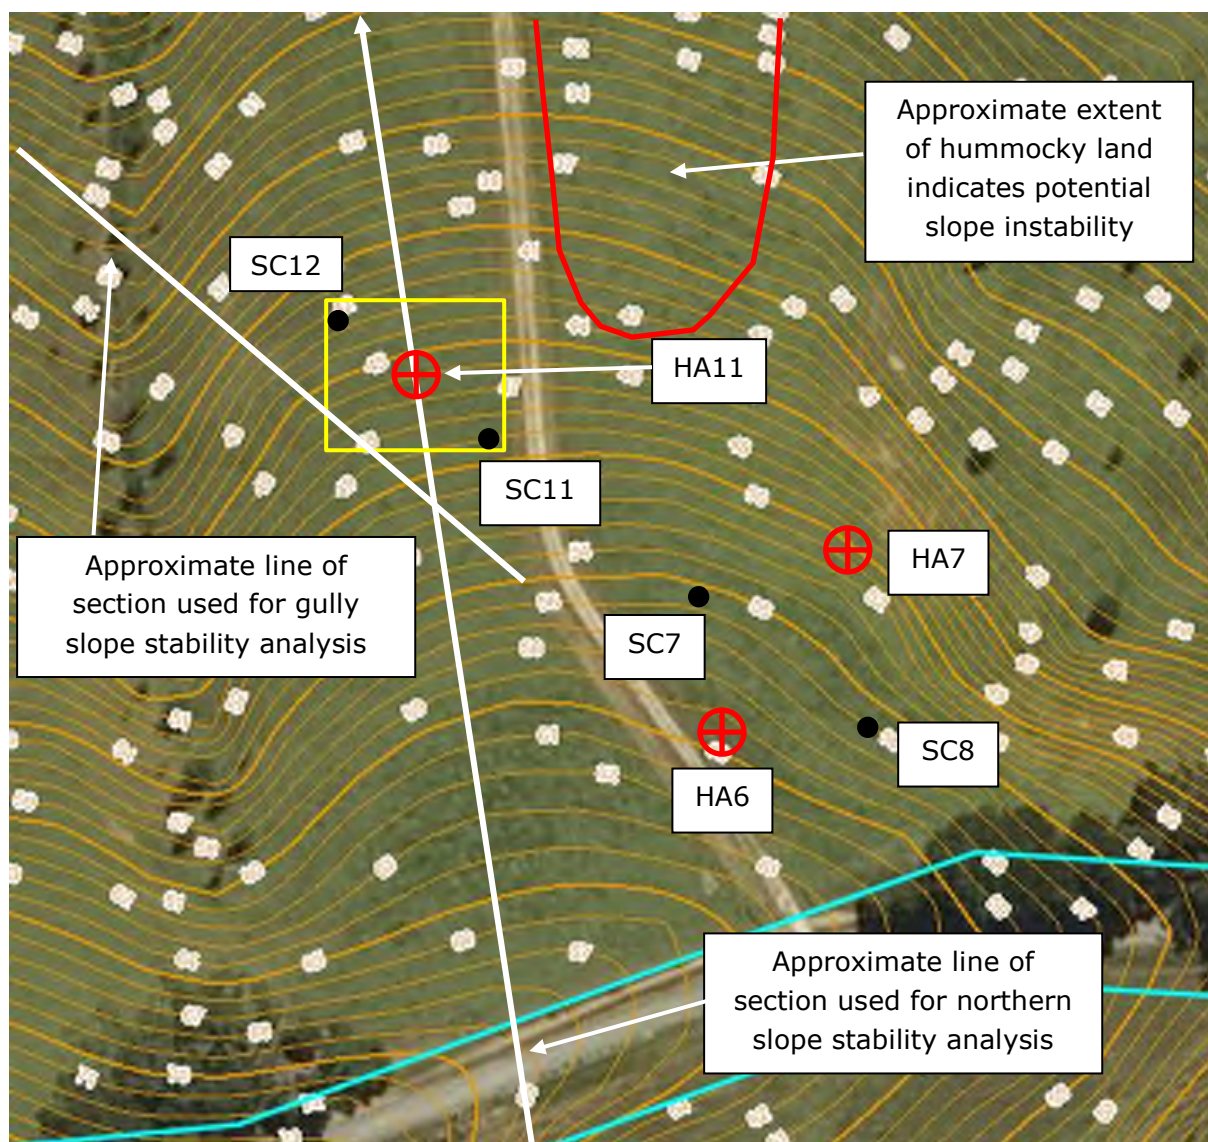 Approximate extent
of hummocky land
indicates potential
slope instability
SC12
HA11
SC11
HA7
Approximate line of
section used for gully
slope stability analysis
SC7
SC8
HA6
Approximate line of
section used for northern
slope stability analysis